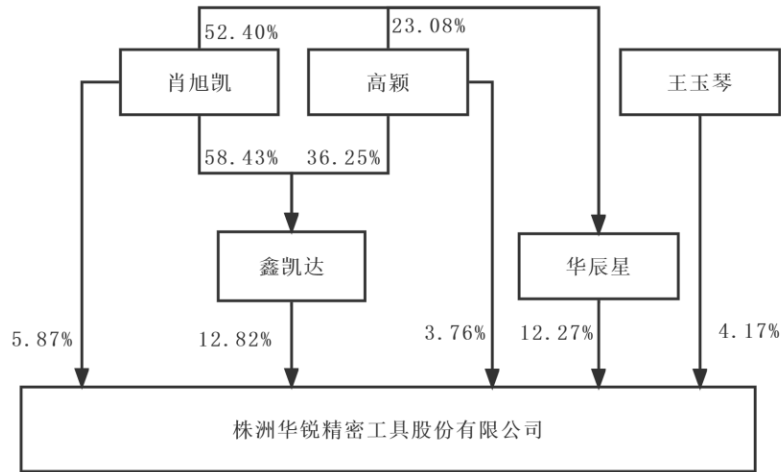 52.40%
23.08%
肖旭凯
高颖
王玉琴
58.43%
36.25%
鑫凯达
华辰星
5.87%
12.82%
3.76%
12.27%
4.17%
株洲华锐精密工具股份有限公司